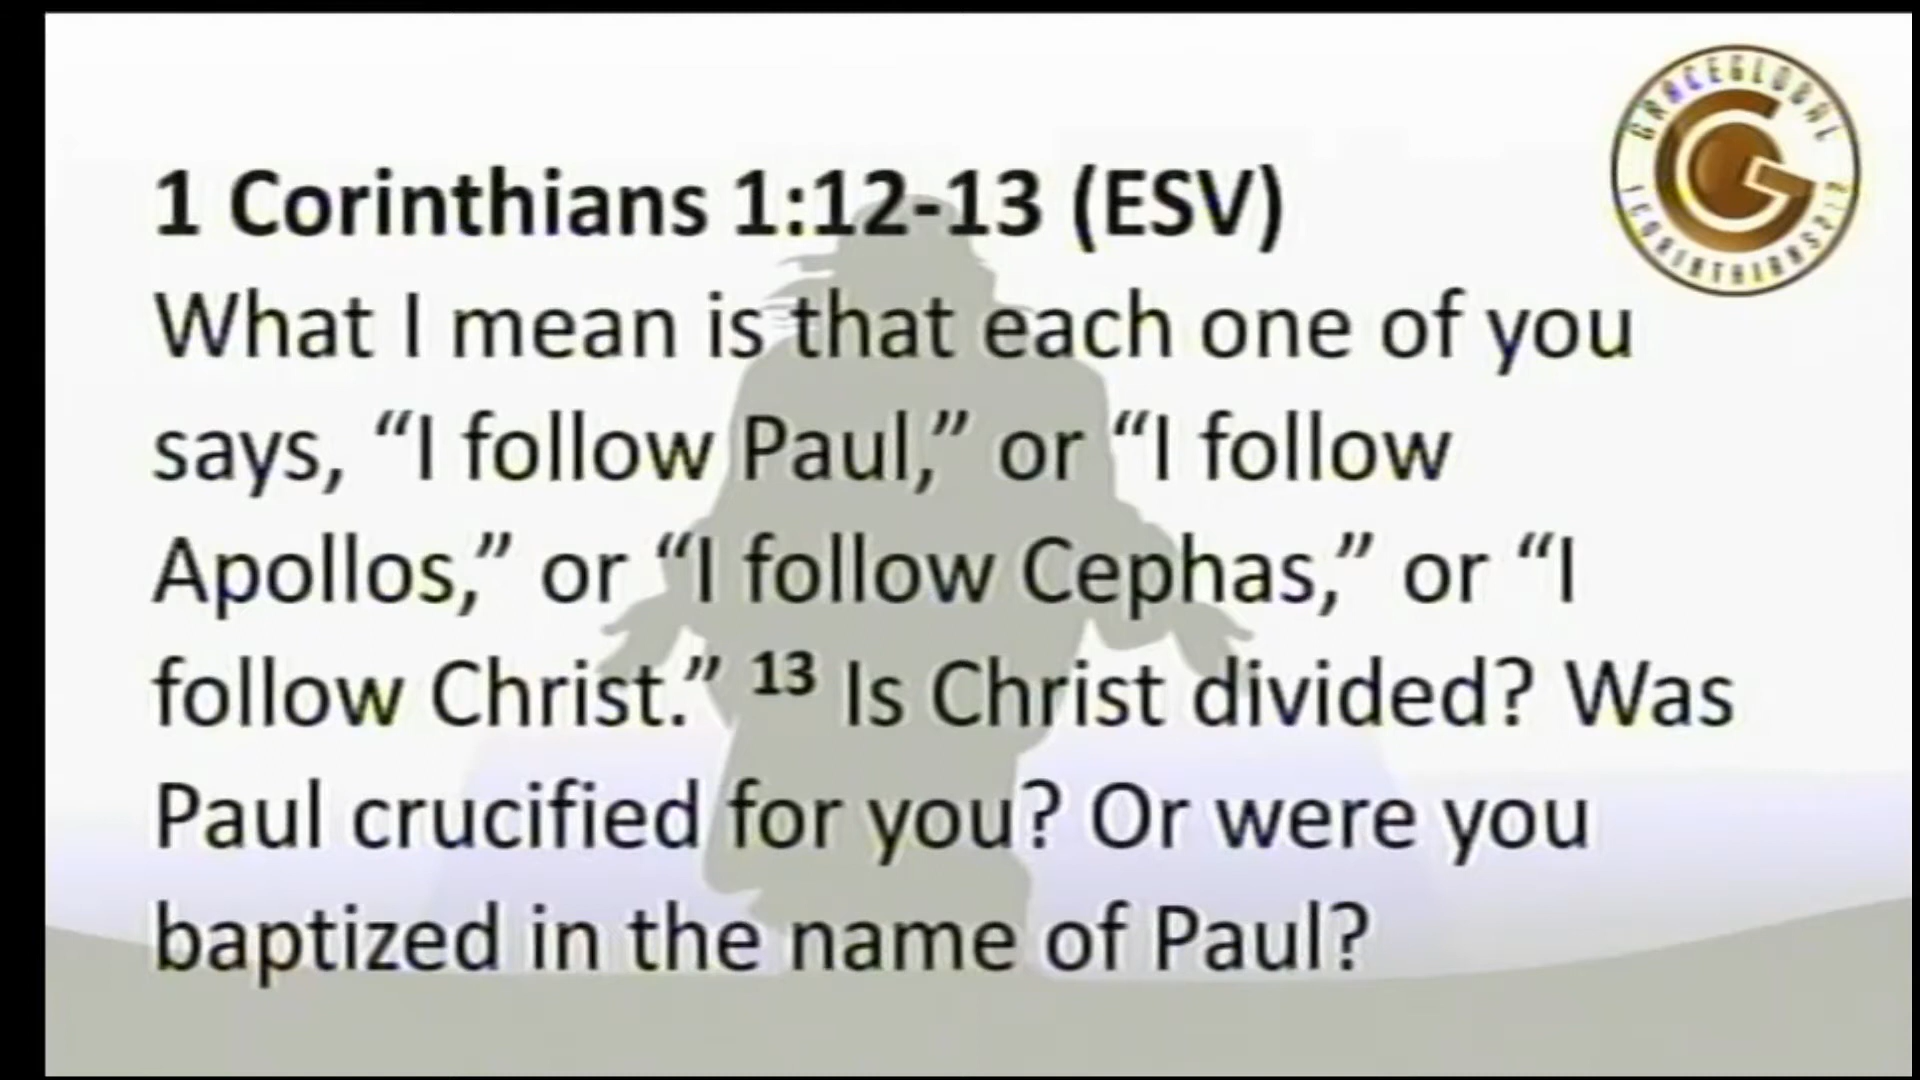 GRACEGLOBAL
1 Corinthians 1:12-13 (ESV)
What I mean is that each one of you
says, “I follow Paul,” or “I follow
Apollos,” or “I follow Cephas,” or “I
follow Christ.” 13 Is Christ divided? Was
Paul crucified for you? Or were you
baptized in the name of Paul?